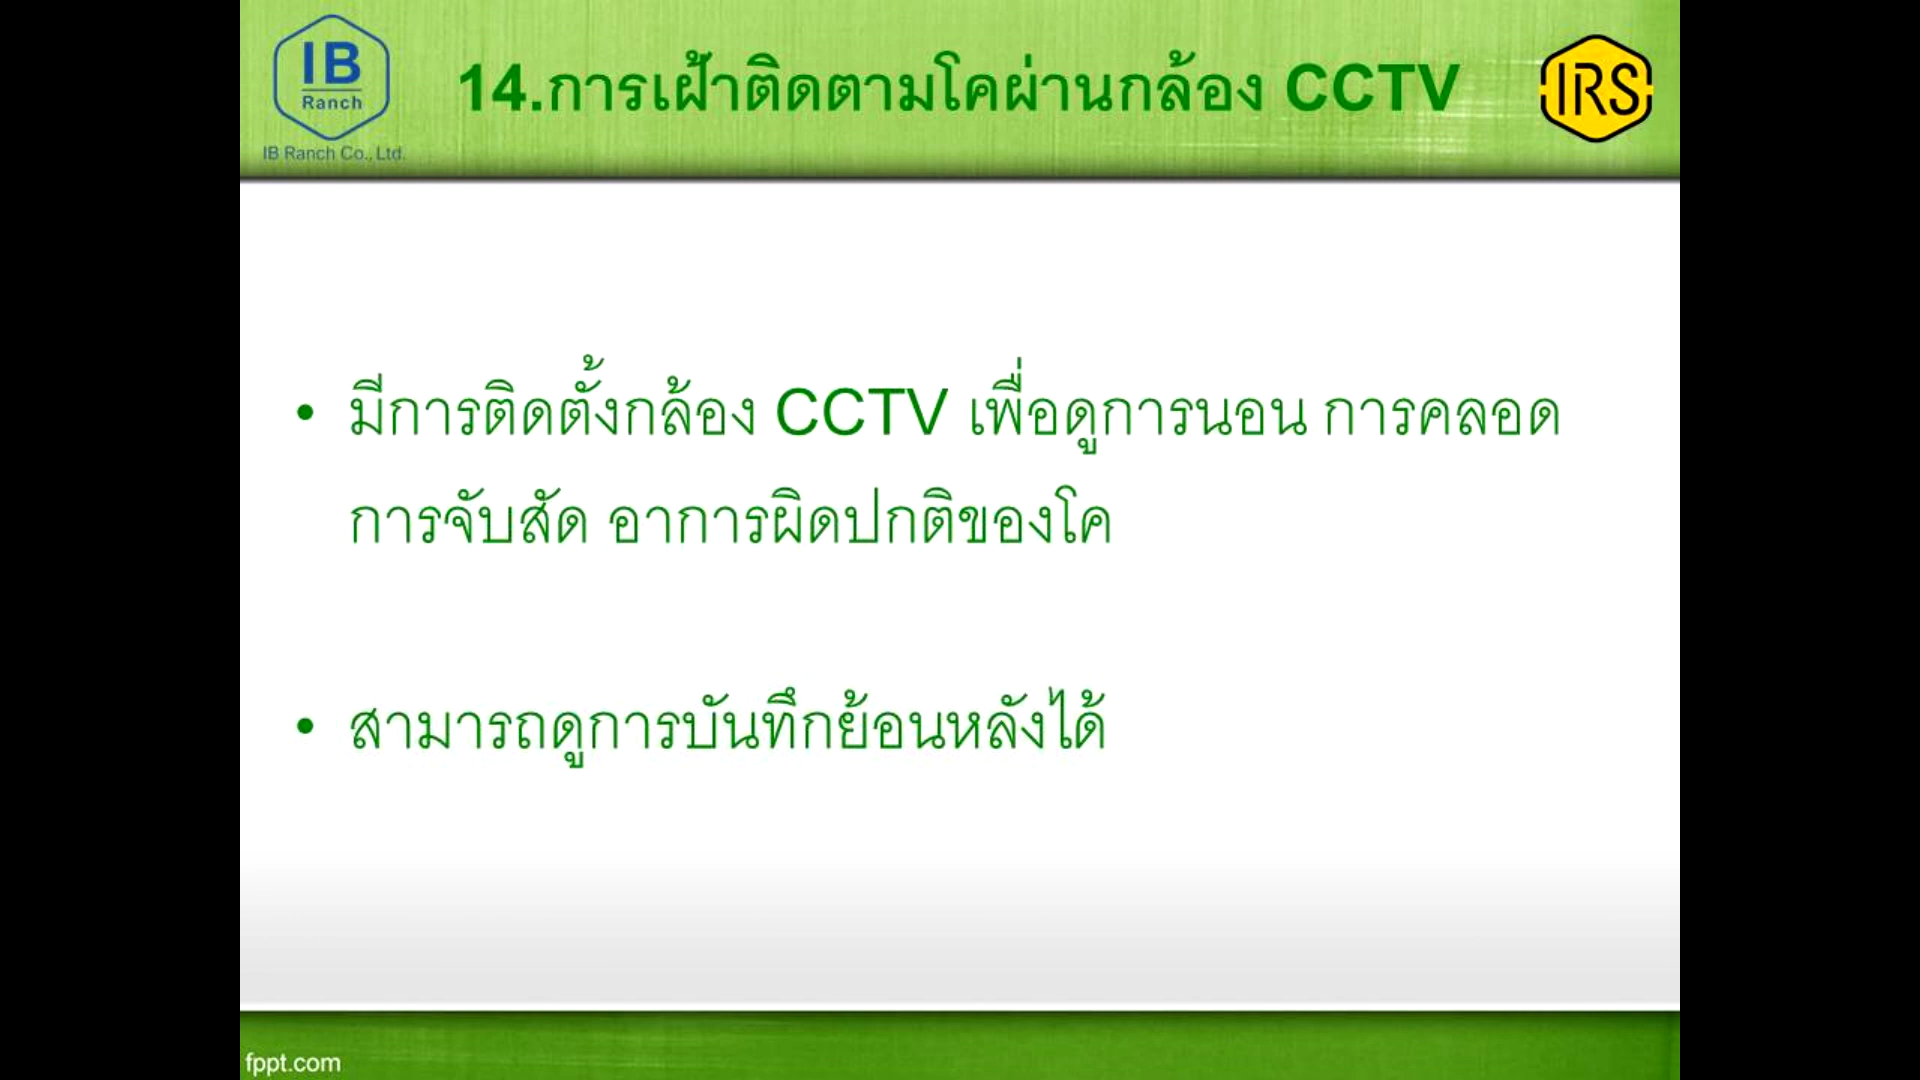 IB
Ranch
IB Ranch Co., Ltd.
14.การเฝ้าติดตามโคผ่านกล้อง CCTV
IRS
• มีการติดตั้งกล้อง CCTV เพื่อดูการนอน การคลอด
การจับสัด อาการผิดปกติของโค
• สามารถดูการบันทึกย้อนหลังได้
fppt.com